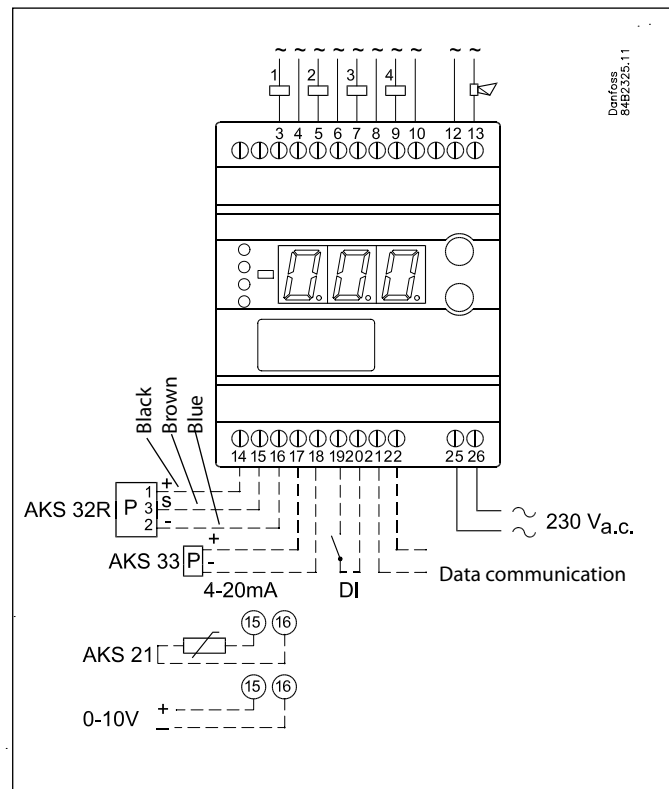 ~ ~ ~ ~ ~ ~ ~ ~ ~ ~
1 2 3 4
Danfoss
84B2325.11
3 4 5 6 7 8 9 10 12 13
Black
Brown
Blue
14 15 16 17 18 19 20 21 22 25 26
AKS 32R P 1 +
3 S
2 -
230 Va.c.
AKS 33 P +
-
4-20mA DI
Data communication
15 16
AKS 21
15 16
0-10V +
–